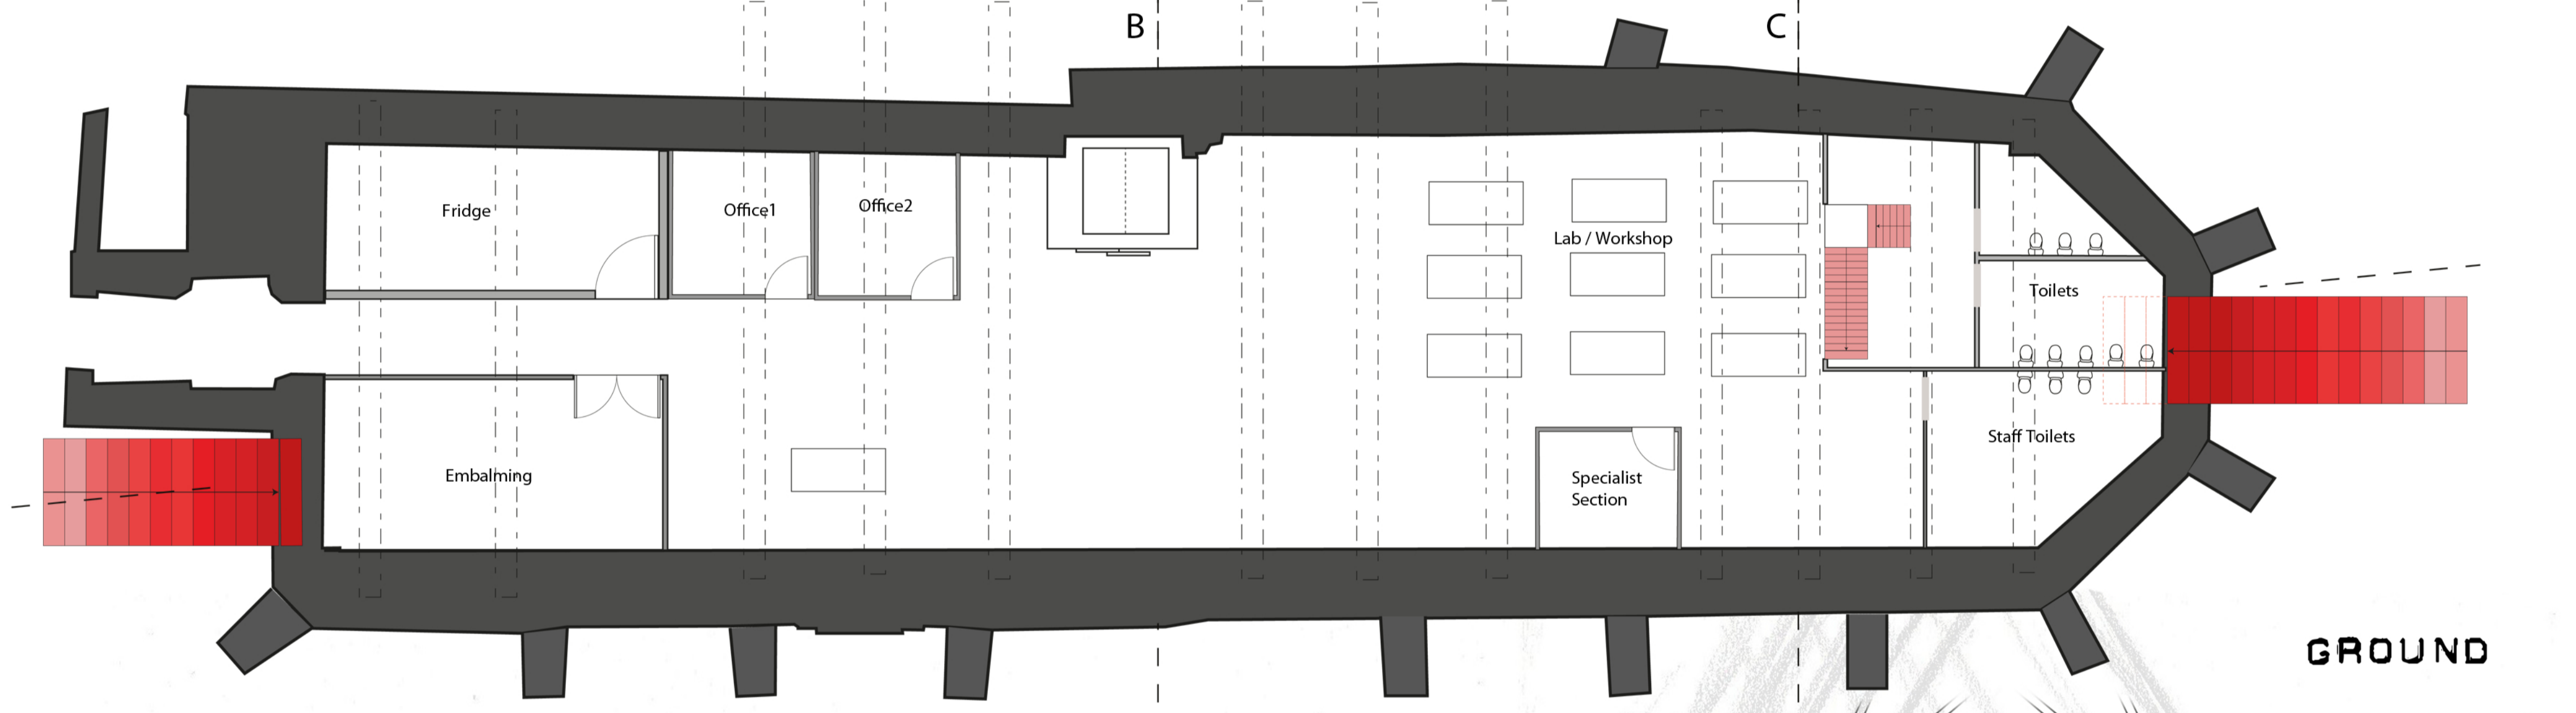 B
C
Fridge
Office1
Office2
Lab / Workshop
Toilets
Embalming
Specialist
Section
Staff Toilets
GROUND